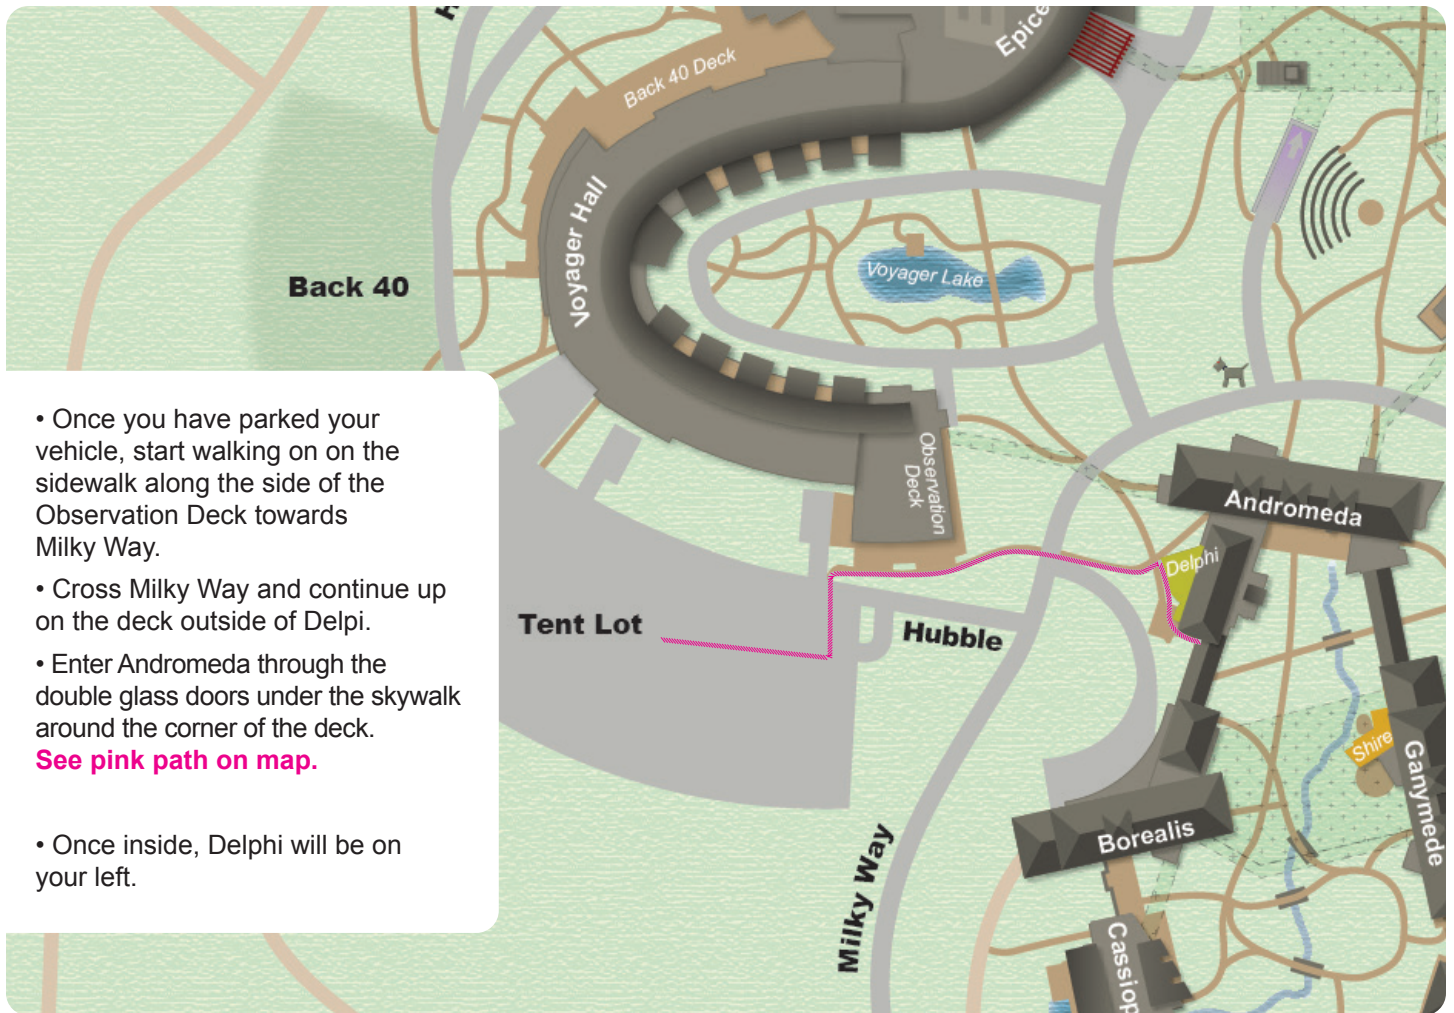 H
Epice
Back 40 Deck
Voyager Hall
Voyager Lake
Back 40
Observation
Deck
Andromeda
Delphi
Tent Lot
Hubble
Shire
Ganymede
Borealis
Milky Way
Cassiop
• Once you have parked your
vehicle, start walking on on the
sidewalk along the side of the
Observation Deck towards
Milky Way.
• Cross Milky Way and continue up
on the deck outside of Delpi.
• Enter Andromeda through the
double glass doors under the skywalk
around the corner of the deck.
See pink path on map.
• Once inside, Delphi will be on
your left.